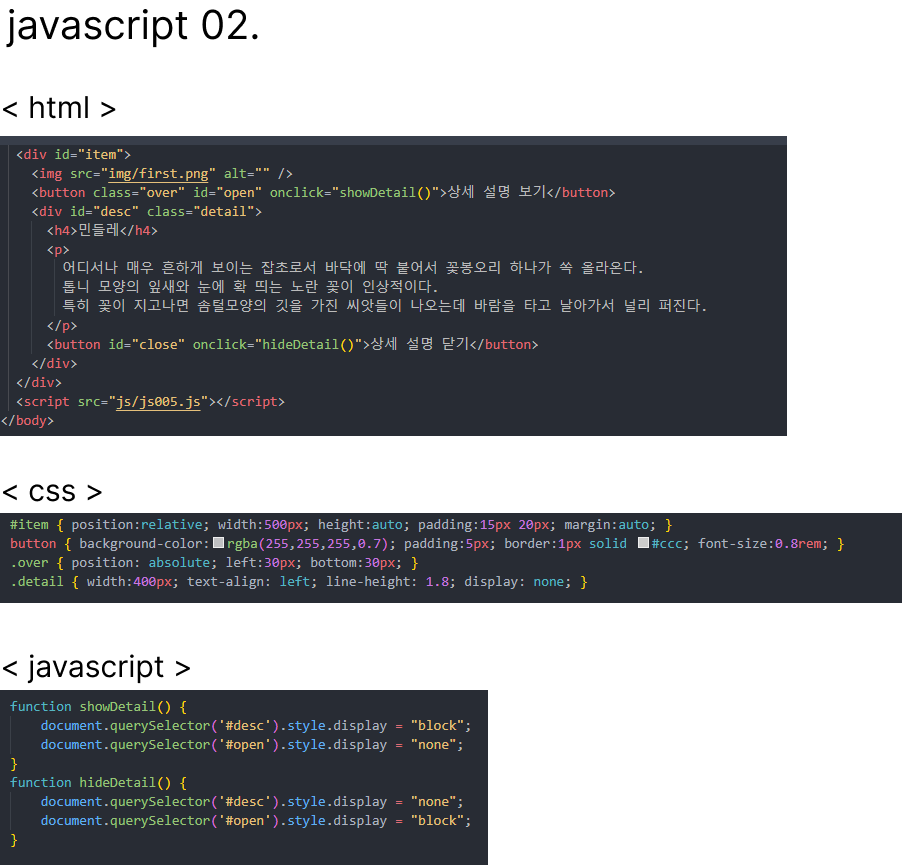 javascript 02.
< html >
<div id="item">
<img src="img/first.png" alt="" />
<button class="over" id="open" onclick="showDetail()">상세 설명 보기</button>
<div id="desc" class="detail">
<h4>민들레</h4>
<p>
어디서나 매우 흔하게 보이는 잡초로서 바닥에 딱 붙어서 꽃봉오리 하나가 쑥 올라온다.
톱니 모양의 잎새와 눈에 확 띄는 노란 꽃이 인상적이다.
특히 꽃이 지고나면 솜털모양의 깃을 가진 씨앗들이 나오는데 바람을 타고 날아가서 널리 퍼진다.
</p>
<button id="close" onclick="hideDetail()">상세 설명 닫기</button>
</div>
</div>
<script src="js/js005.js"></script>
</body>
< css >
#item { position:relative; width:500px; height:auto; padding:15px 20px; margin:auto; }
button { background-color:rgba(255,255,255,0.7); padding:5px; border:1px solid #ccc; font-size:0.8rem; }
.over { position: absolute; left:30px; bottom:30px; }
.detail { width:400px; text-align: left; line-height: 1.8; display: none; }
< javascript >
function showDetail() {
document.querySelector('#desc').style.display = "block";
document.querySelector('#open').style.display = "none";
}
function hideDetail() {
document.querySelector('#desc').style.display = "none";
document.querySelector('#open').style.display = "block";
}